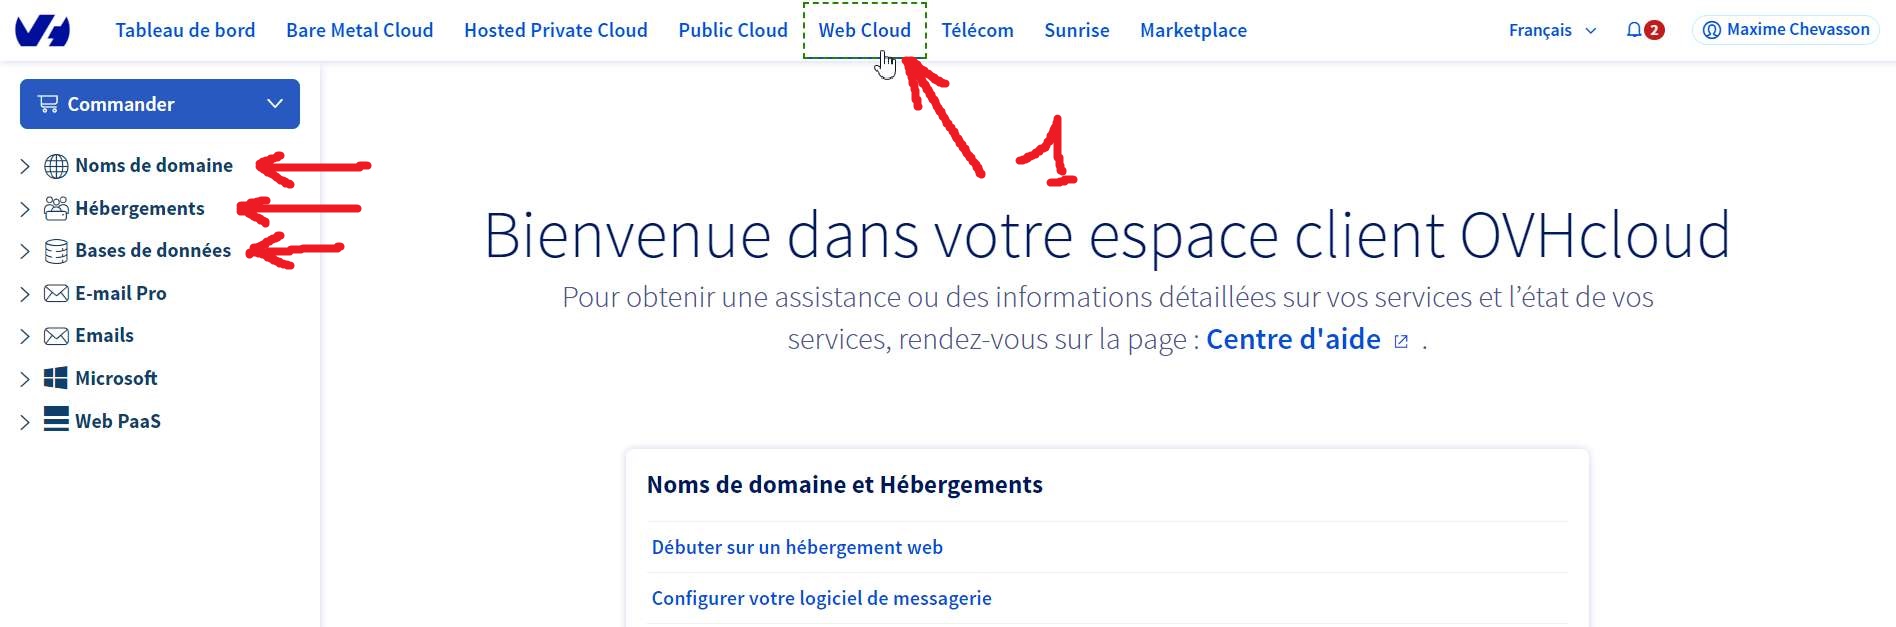 Tableau de bord Bare Metal Cloud Hosted Private Cloud Public Cloud Web Cloud Télécom Sunrise Marketplace Français 2 Maxime Chevasson
Commander
1
Noms de domaine
Hébergements
Bases de données
E-mail Pro
Emails
Microsoft
Web PaaS
Bienvenue dans votre espace client OVHcloud
Pour obtenir une assistance ou des informations détaillées sur vos services et l’état de vos
services, rendez-vous sur la page : Centre d'aide .
Noms de domaine et Hébergements
Débuter sur un hébergement web
Configurer votre logiciel de messagerie